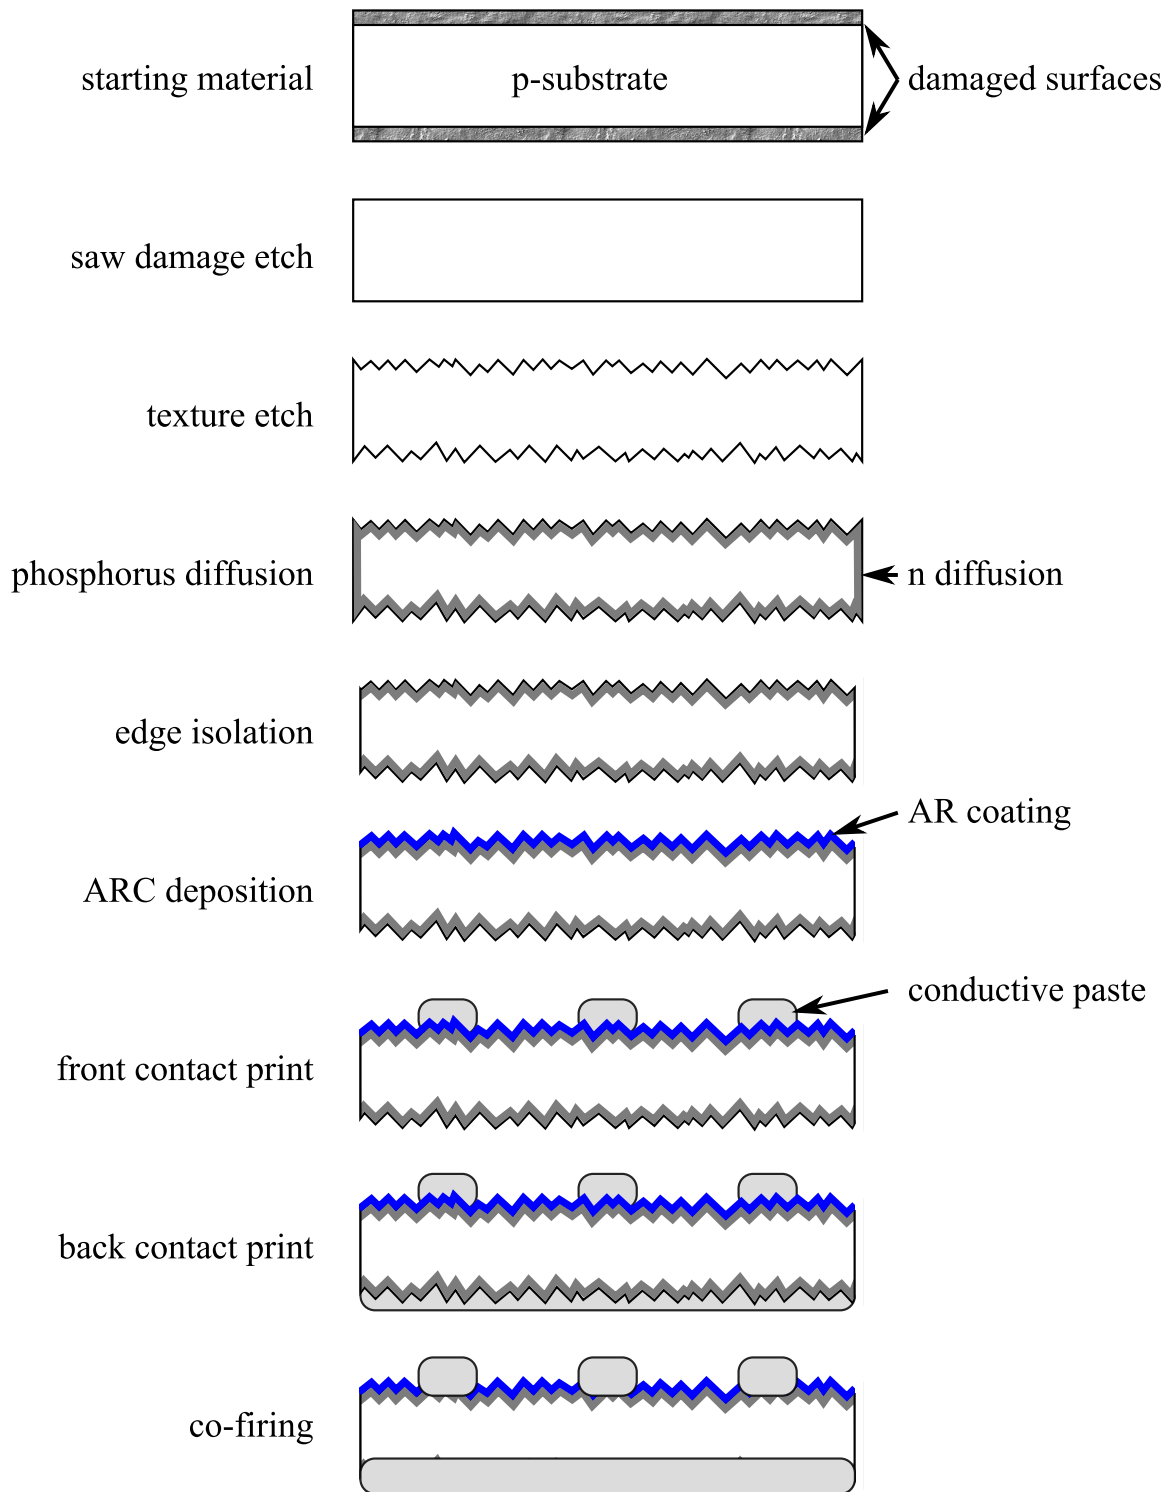 starting material
p-substrate
damaged surfaces
saw damage etch
texture etch
phosphorus diffusion
n diffusion
edge isolation
AR coating
ARC deposition
conductive paste
front contact print
back contact print
co-firing